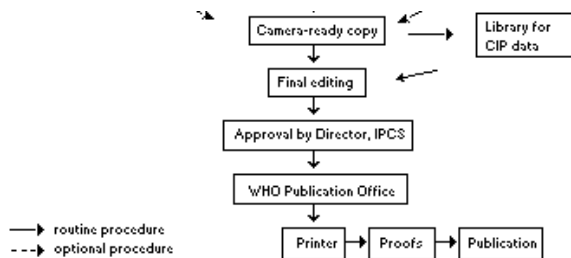 Camera-ready copy
Library for
CIP data
Final editing
Approval by Director, IPCS
WHO Publication Office
routine procedure
optional procedure
Printer
Proofs
Publication